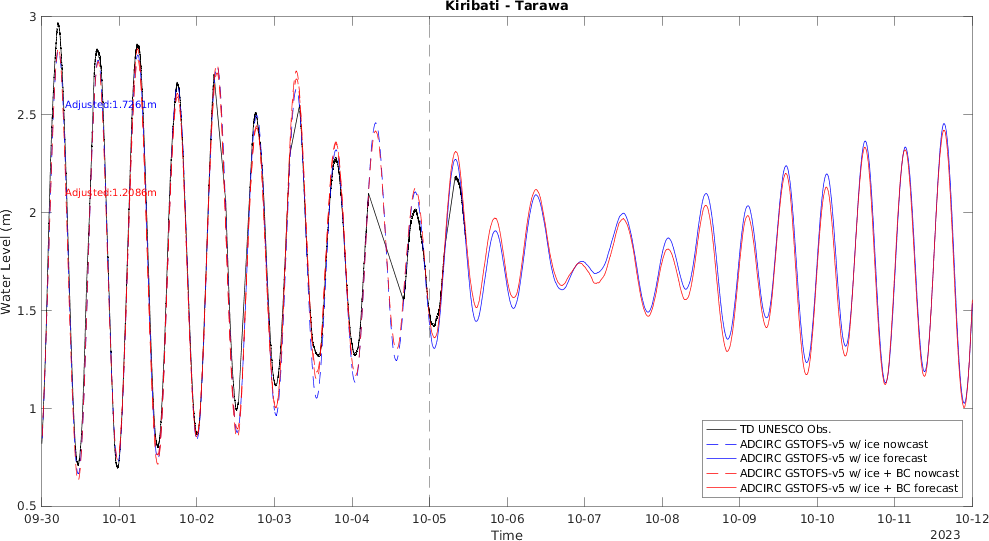 Kiribati - Tarawa
Water Level (m)
3
2.5
2
1.5
1
0.5
Adjusted:1.7261m
Adjusted:1.2086m
TD UNESCO Obs.
ADCIRC GSTOFS-v5 w/ ice nowcast
ADCIRC GSTOFS-v5 w/ ice forecast
ADCIRC GSTOFS-v5 w/ ice + BC nowcast
ADCIRC GSTOFS-v5 w/ ice + BC forecast
09-30 10-01 10-02 10-03 10-04 10-05 10-06 10-07 10-08 10-09 10-10 10-11 10-12
Time
2023